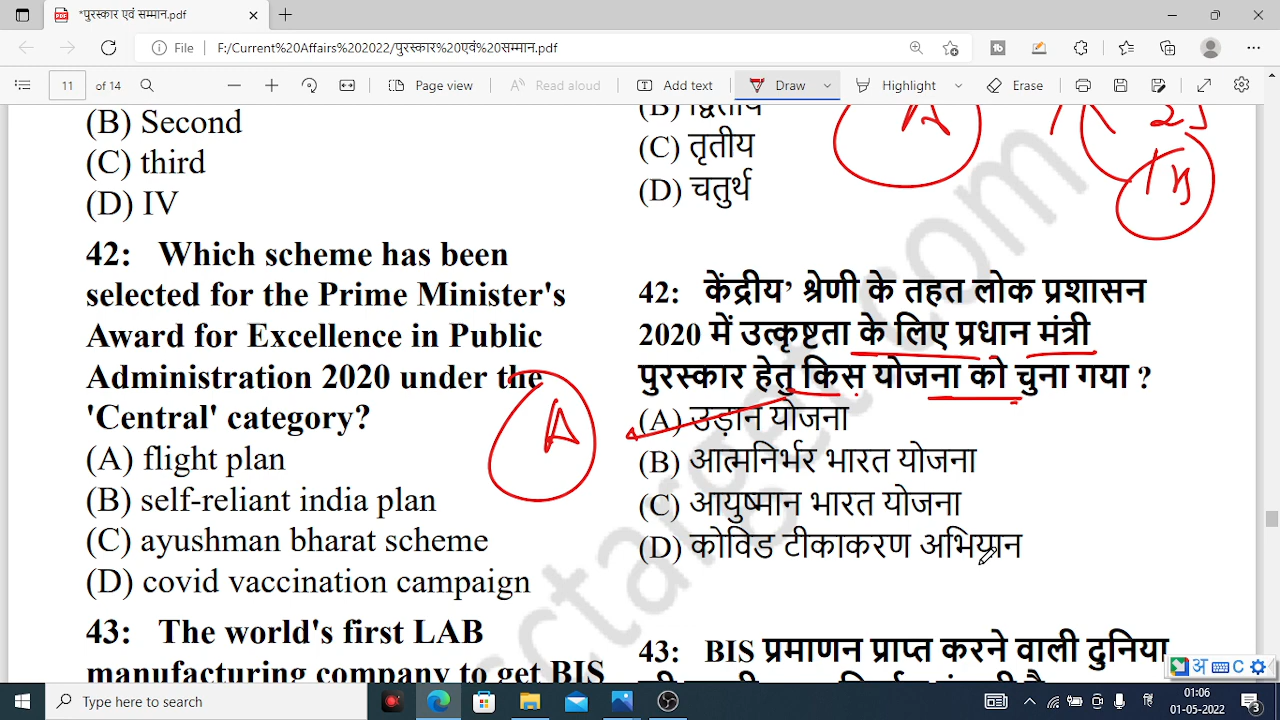 *पुरस्कार एवं सम्मान.pdf
File F:/Current%20Affairs%202022/पुरस्कार%20एवं%20सम्मान.pdf
11 of 14 Page view Read aloud Add text Draw Highlight Erase
(B) Second
(C) third
(D) IV
42: Which scheme has been
selected for the Prime Minister's
Award for Excellence in Public
Administration 2020 under the
'Central' category?
(A) flight plan
(B) self-reliant india plan
(C) ayushman bharat scheme
(D) covid vaccination campaign
43: The world's first LAB
manufacturing company to get BIS
A
(B) द्वितीय
(C) तृतीय
(D) चतुर्थ
A
42: केंद्रीय’ श्रेणी के तहत लोक प्रशासन
2020 में उत्कृष्टता के लिए प्रधान मंत्री
पुरस्कार हेतु किस योजना को चुना गया ?
(A) उड़ान योजना
(B) आत्मनिर्भर भारत योजना
(C) आयुष्मान भारत योजना
(D) कोविड टीकाकरण अभियान
43: BIS प्रमाणन प्राप्त करने वाली दुनिया
Type here to search
01:06
01-05-2022